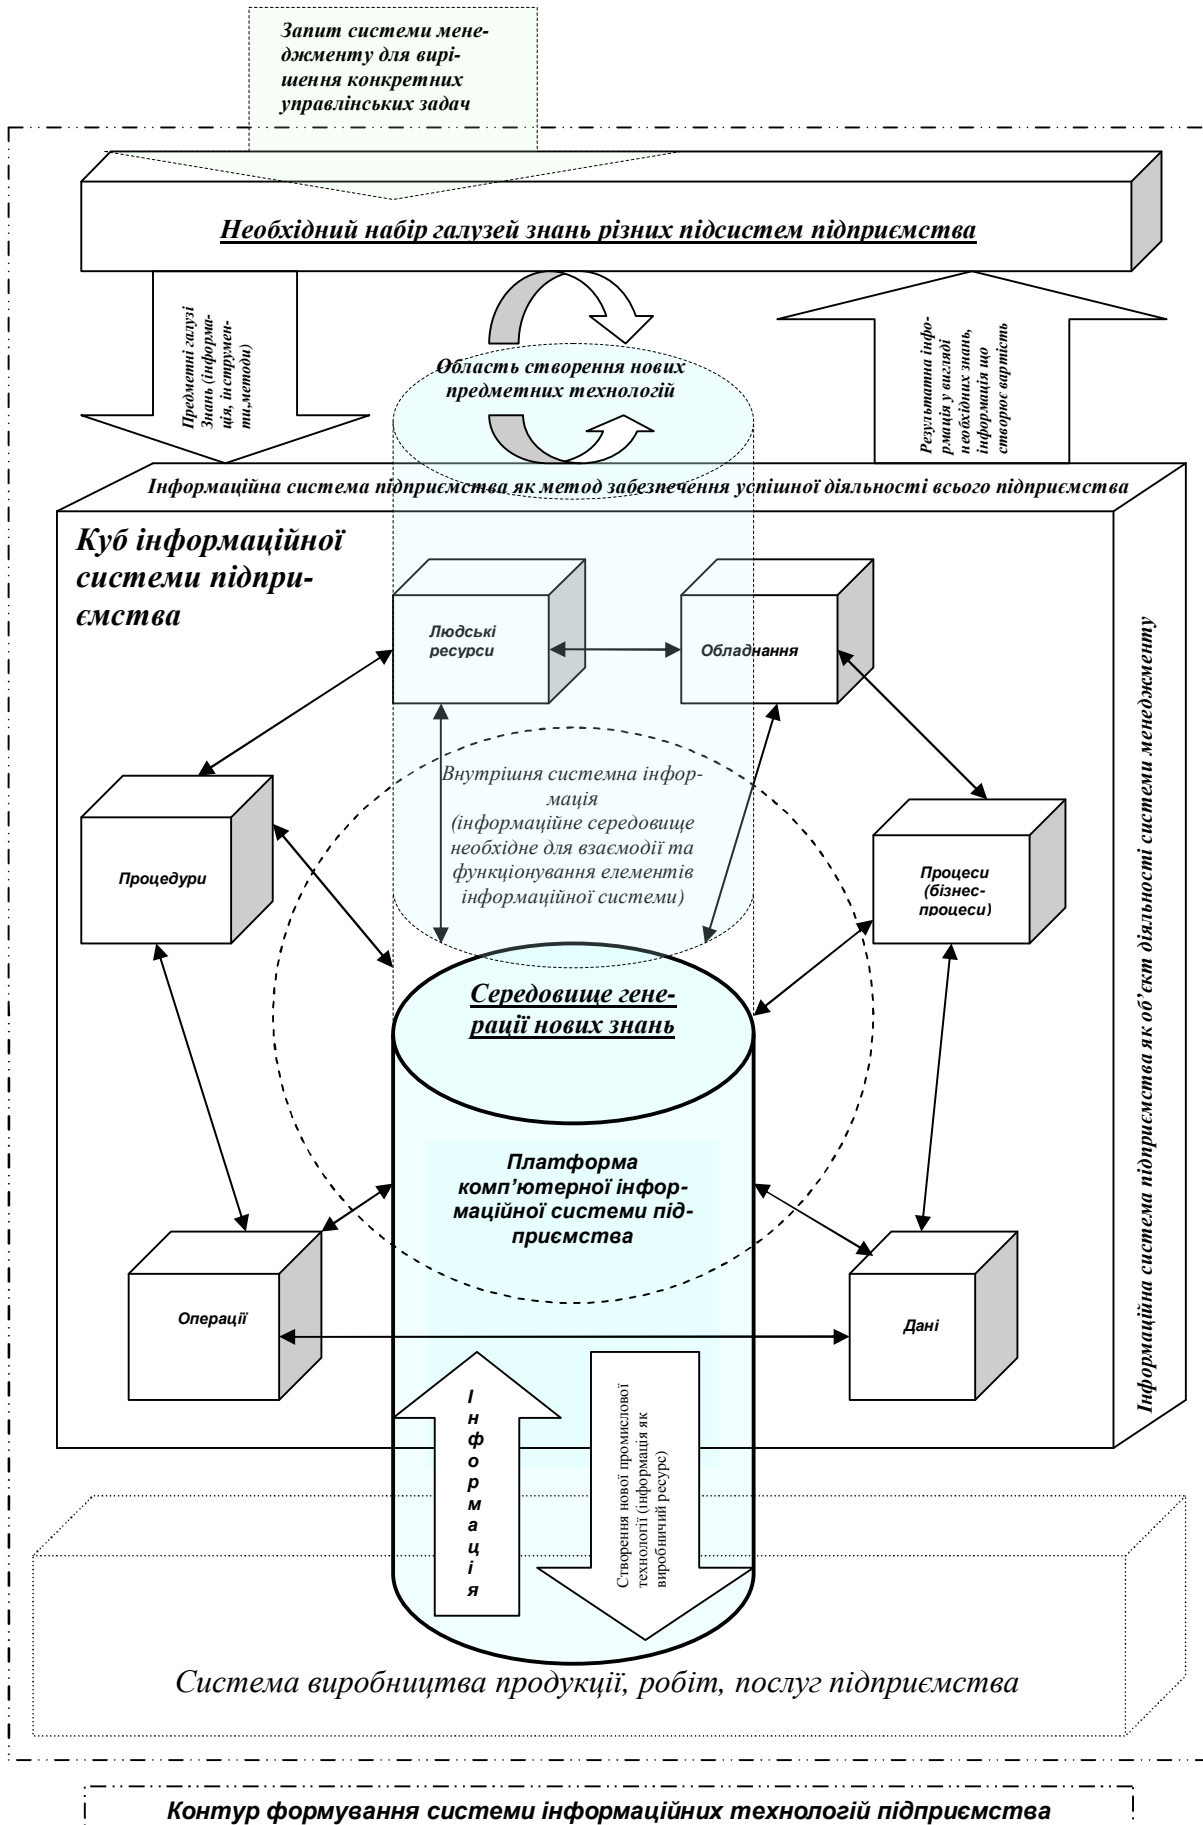 Запит системи мене-
джменту для вирі-
шення конкретних
управлінських задач
Необхідний набір галузей знань різних підсистем підприємства
Предметні галузі
Знань (інформа-
ція, інструмен-
ти,методи)
Область створення нових
предметних технологій
Результатна інфо-
рмація у вигляді
необхідних знань,
інформація що
створює вартість
Інформаційна система підприємства як метод забезпечення успішної діяльності всього підприємства
Куб інформаційної
системи підпри-
ємства
Людські
ресурси
Обладнання
Внутрішня системна інфор-
мація
(інформаційне середовище
необхідне для взаємодії та
функціонування елементів
інформаційної системи)
Процедури
Процеси
(бізнес-
процеси)
Інформаційна система підприємства як об’єкт діяльності системи менеджменту
Середовище гене-
рації нових знань
Платформа
комп’ютерної інфор-
маційної системи під-
приємства
Операції
Дані
Інформація
Створення нової промислової
технології (інформація як
виробничий ресурс)
Система виробництва продукції, робіт, послуг підприємства
Контур формування системи інформаційних технологій підприємства